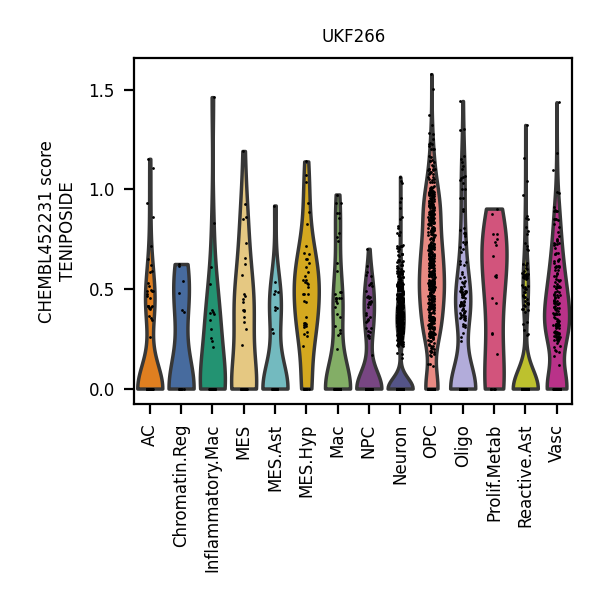 UKF266
CHEMBL452231 score
TENIPOSIDE
1.5
1.0
0.5
0.0
AC
Chromatin.Reg
Inflammatory.Mac
MES
MES.Ast
MES.Hyp
Mac
NPC
Neuron
OPC
Oligo
Prolif.Metab
Reactive.Ast
Vasc